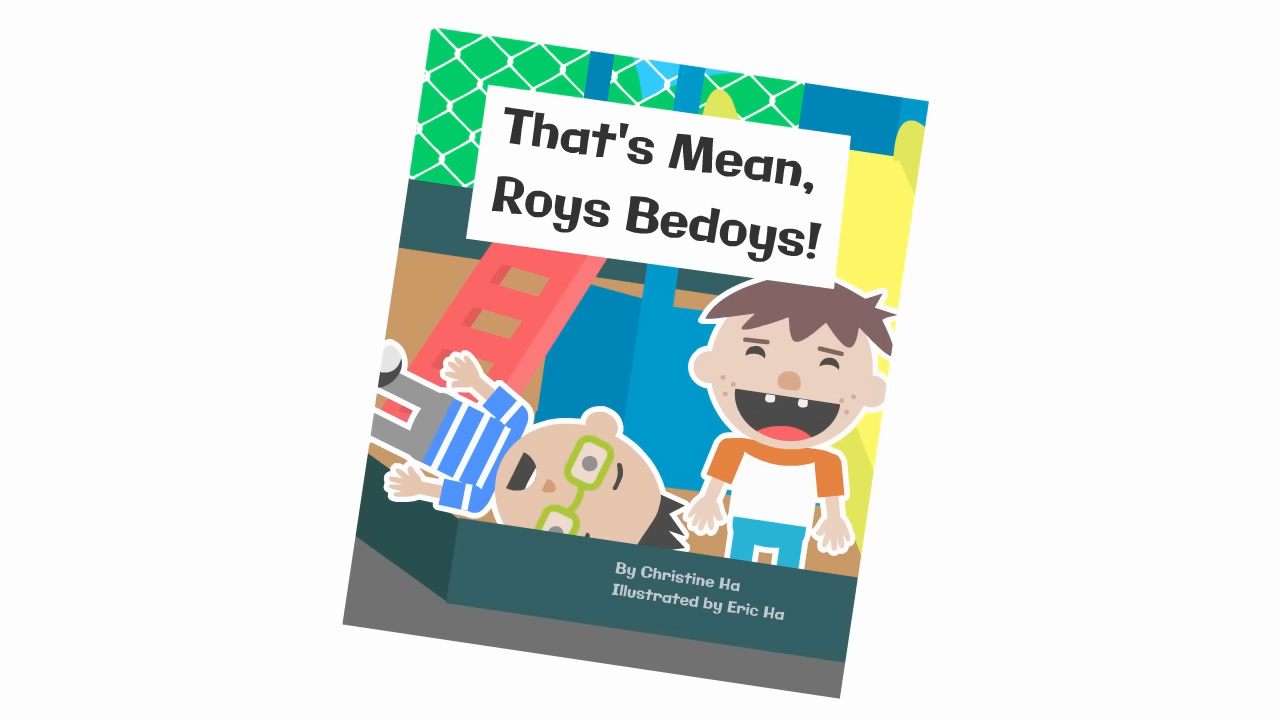 That's Mean,
Roys Bedoys!
By Christine Ha
Illustrated by Eric Ha